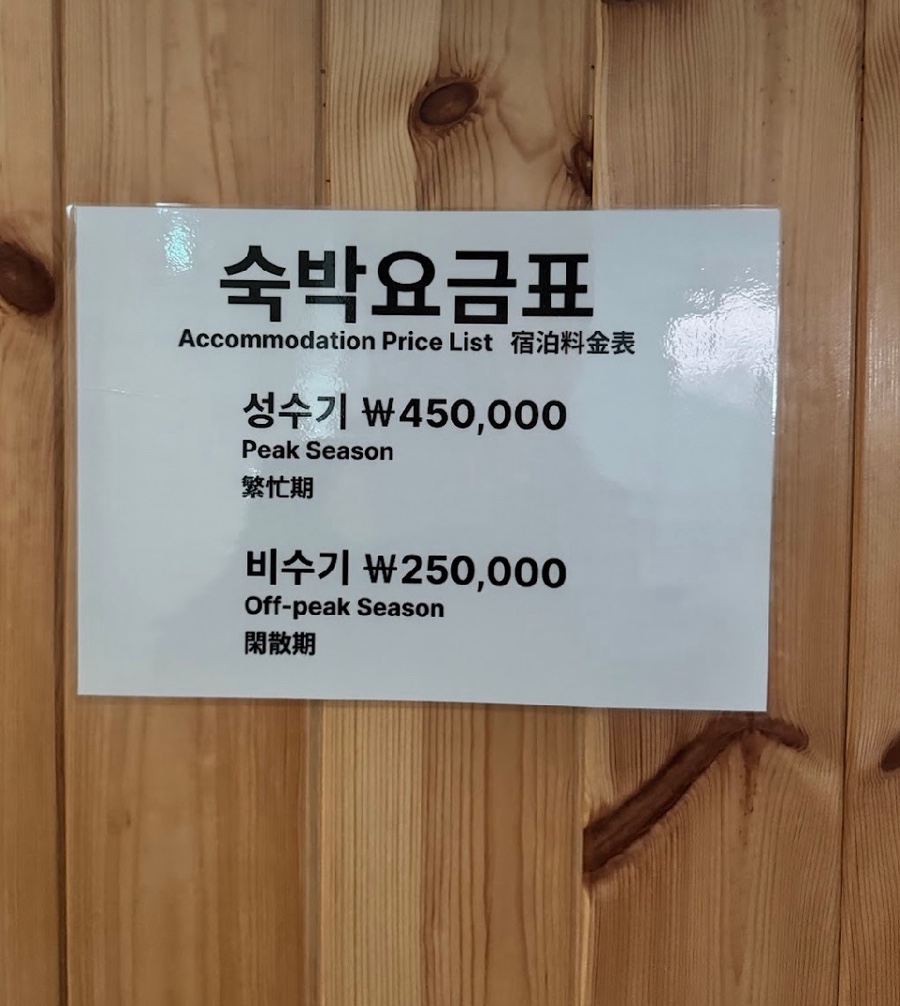 숙박요금표
Accommodation Price List 宿泊料金表
성수기 ₩450,000
Peak Season
繁忙期
비수기 ₩250,000
Off-peak Season
閑散期